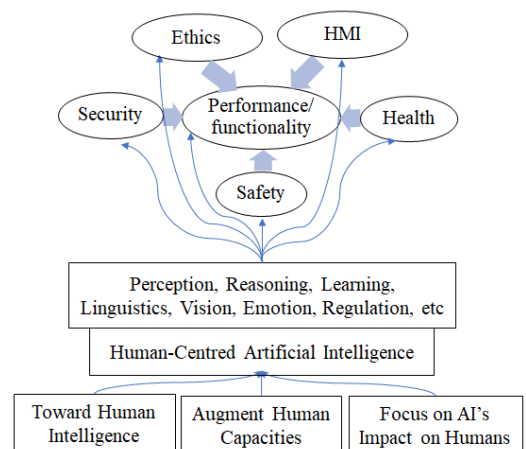 Ethics
HMI
Security
Performance/
functionality
Health
Safety
Perception, Reasoning, Learning,
Linguistics, Vision, Emotion, Regulation, etc
Human-Centred Artificial Intelligence
Toward Human
Intelligence
Augment Human
Capacities
Focus on AI's
Impact on Humans